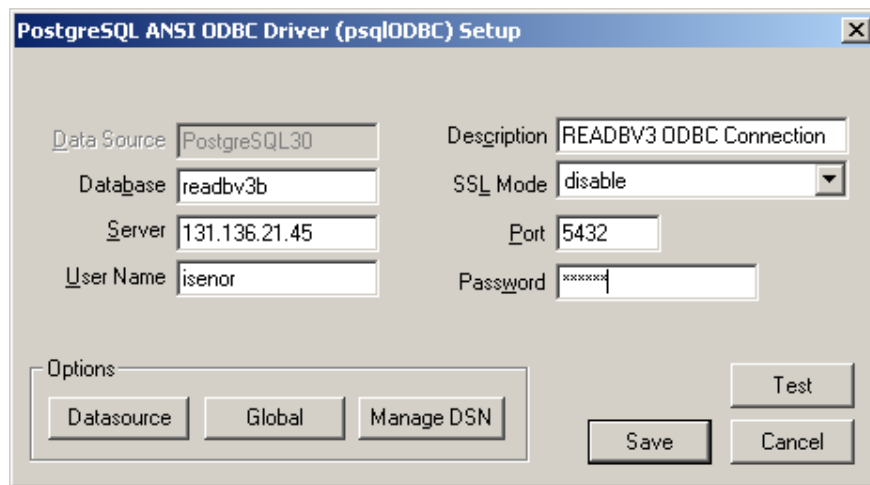 PostgreSQL ANSI ODBC Driver (psqlODBC) Setup
Data Source PostgreSQL30
Description READBV3 ODBC Connection
Database readbv3b
SSL Mode disable
Server 131.136.21.45
Port 5432
User Name isenor
Password ******
Options
Datasource Global Manage DSN
Test
Save Cancel